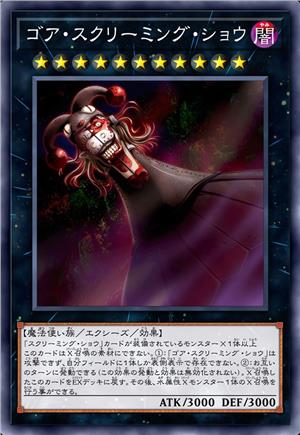 ゴア・スクリーミング・ショウ
闇
【魔法使い族/エクシーズ/効果】
「スクリーミング・ショウ」カードが装備されているモンスター×1体以上
このカードはX召喚の素材にできない。①:「ゴア・スクリーミング・ショウ」は
攻撃できず、自分フィールドに1体しか表側表示で存在できない。②:お互い
のターンに発動できる(この効果の発動と効果は無効化されない)。X召喚し
たこのカードをEXデッキに戻す。その後、水属性Xモンスター1体のX召喚を
行う事ができる。
ATK/3000 DEF/3000